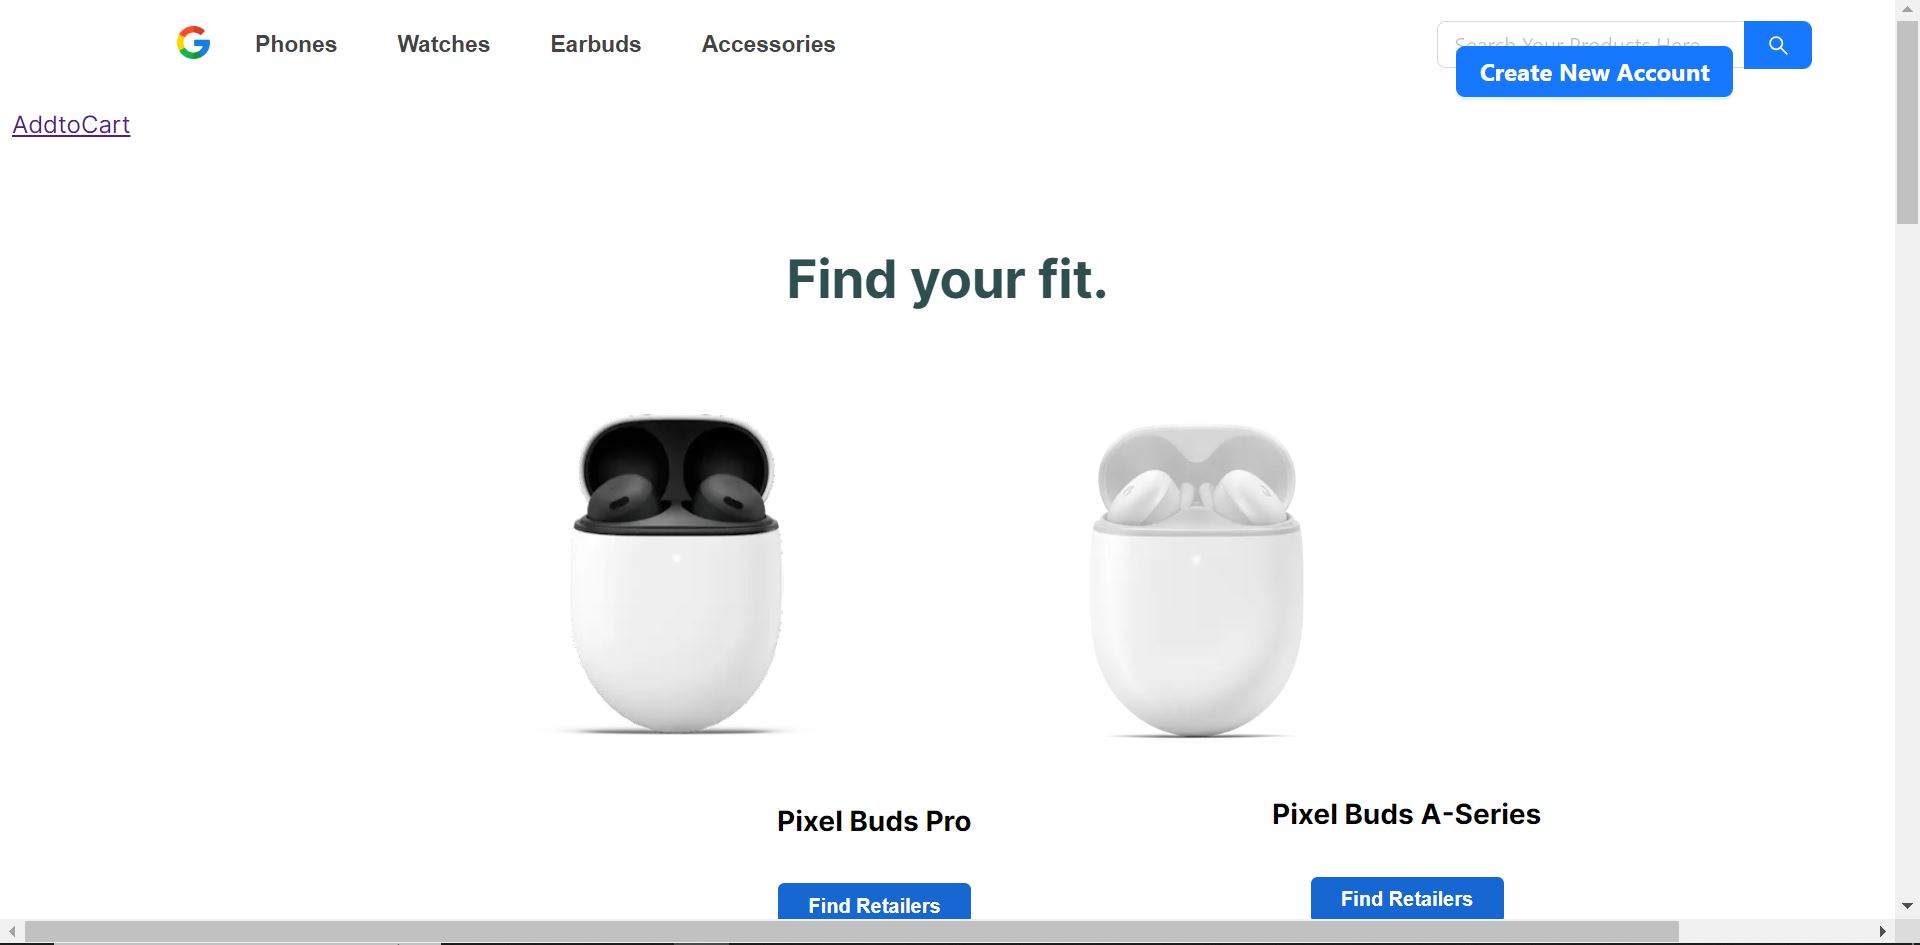 Phones Watches Earbuds Accessories
Search Your Products Here
Create New Account
AddtoCart
Find your fit.
Pixel Buds Pro
Pixel Buds A-Series
Find Retailers
Find Retailers